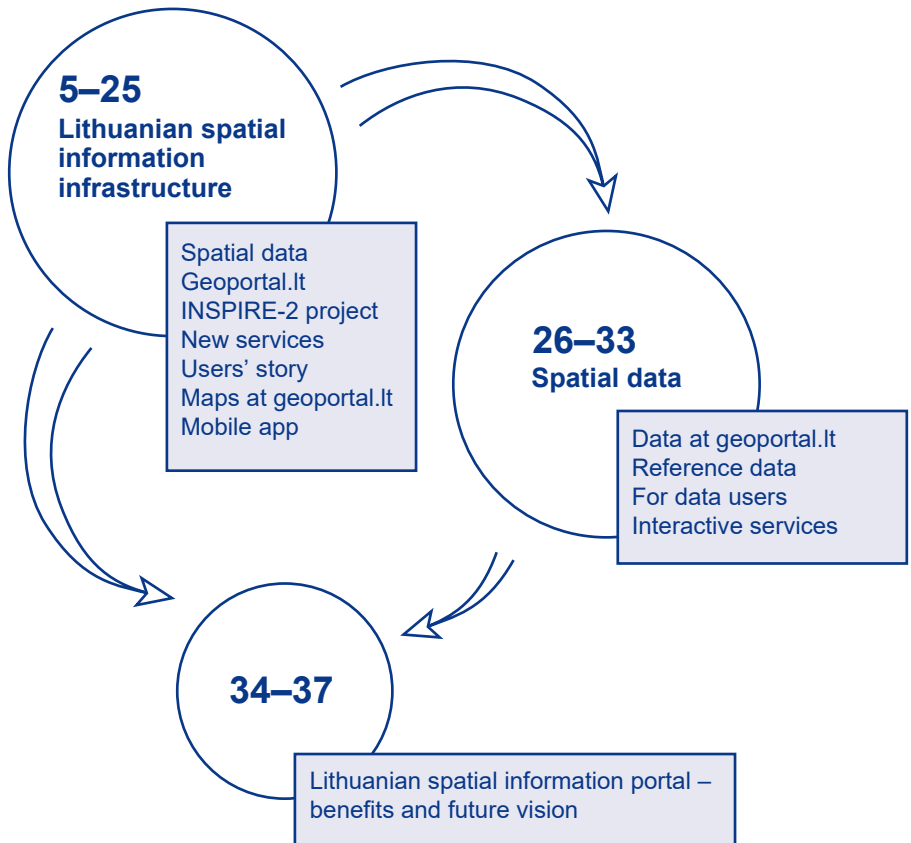 5–25
Lithuanian spatial
information
infrastructure
Spatial data
Geoportal.lt
INSPIRE-2 project
New services
Users’ story
Maps at geoportal.lt
Mobile app
26–33
Spatial data
Data at geoportal.lt
Reference data
For data users
Interactive services
34–37
Lithuanian spatial information portal –
benefits and future vision